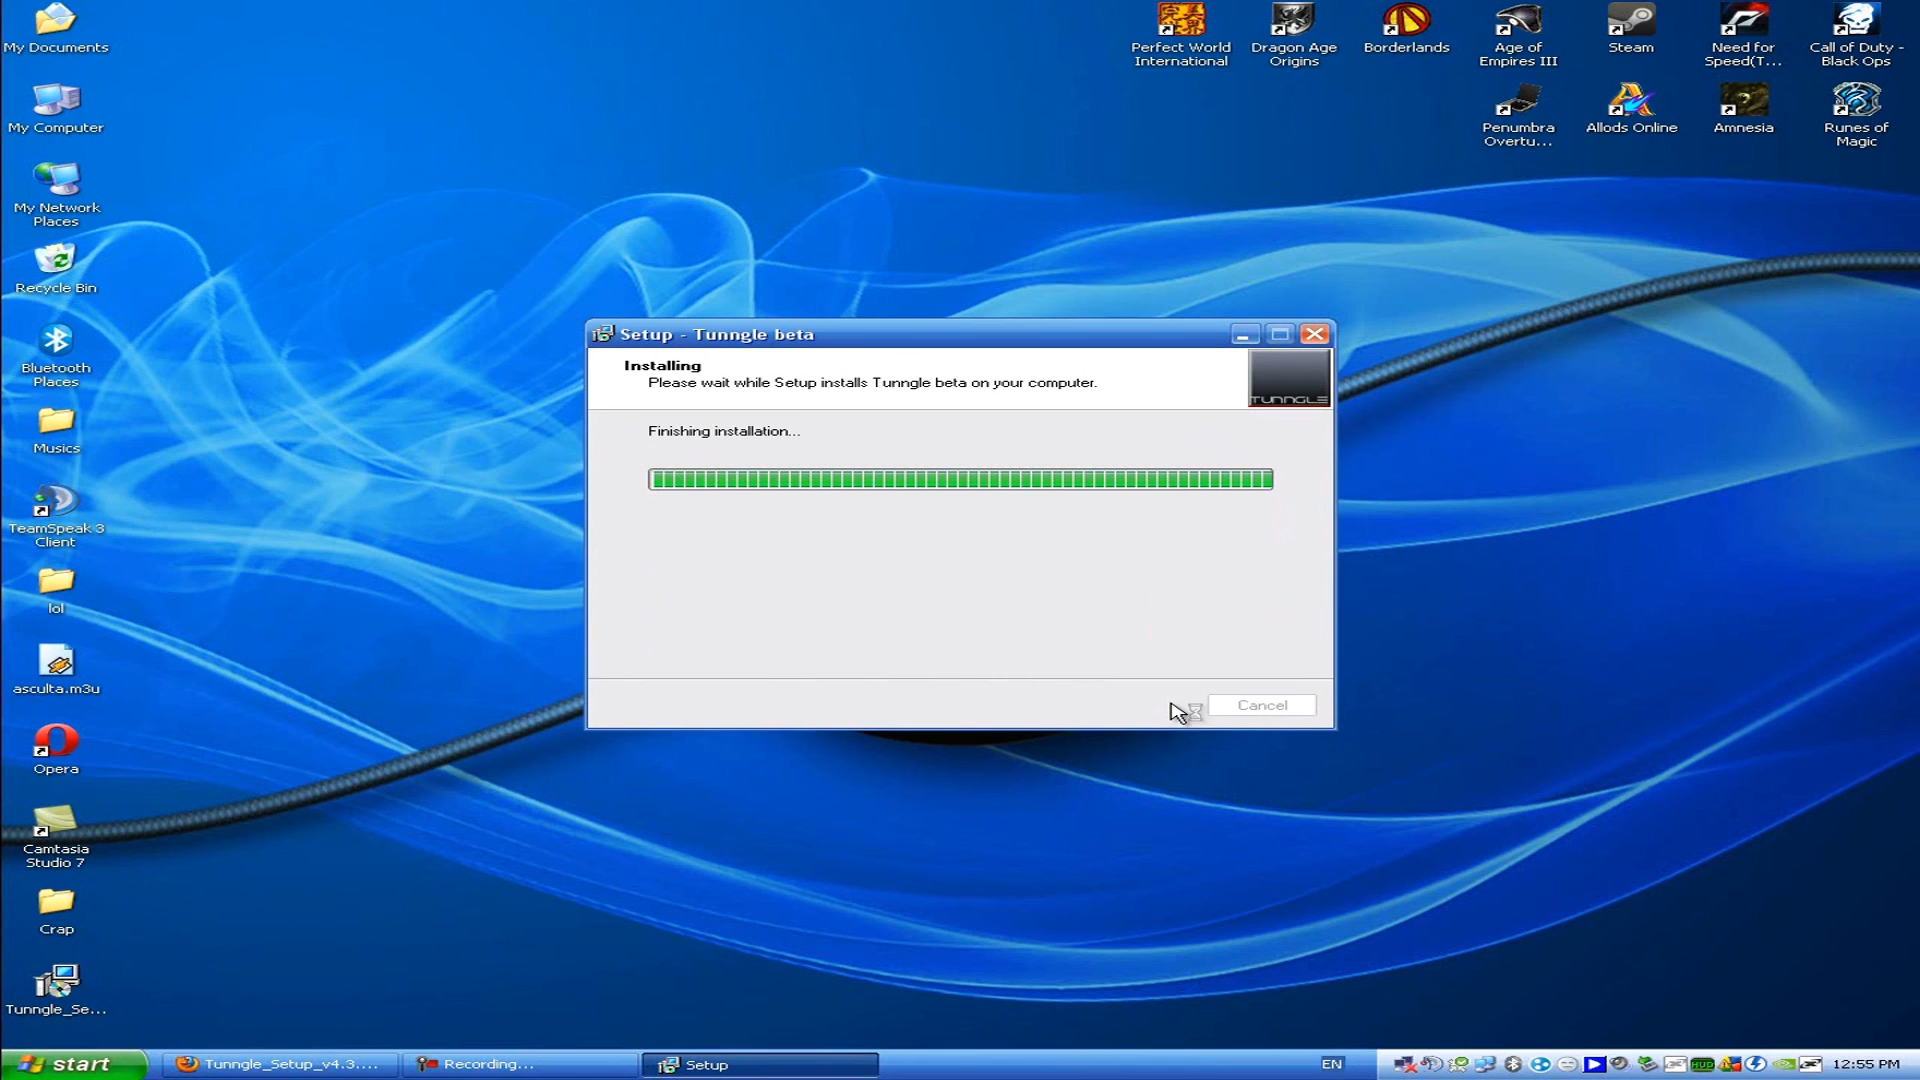 My Documents
My Computer
My Network
Places
Recycle Bin
Bluetooth
Places
Musics
TeamSpeak 3
Client
lol
asculta.m3u
Opera
Camtasia
Studio 7
Crap
Tunngle_Se...
Perfect World
International
Dragon Age
Origins
Borderlands
Age of
Empires III
Steam
Need for
Speed(T...
Call of Duty -
Black Ops
Penumbra
Overtu...
Allods Online
Amnesia
Runes of
Magic
Setup - Tunngle beta
Installing
Please wait while Setup installs Tunngle beta on your computer.
TUNNGLE
Finishing installation...
Cancel
start
Tunngle_Setup_v4.3....
Recording...
Setup
EN
12:55 PM